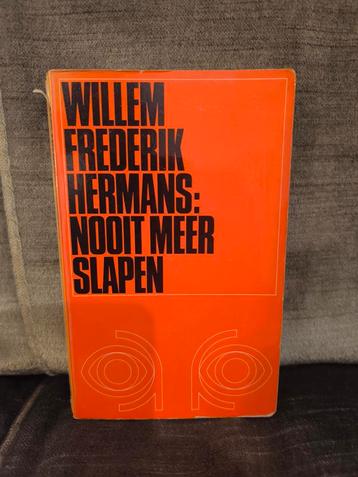 WILLEM
FREDERIK
HERMANS:
NOOIT MEER
SLAPEN